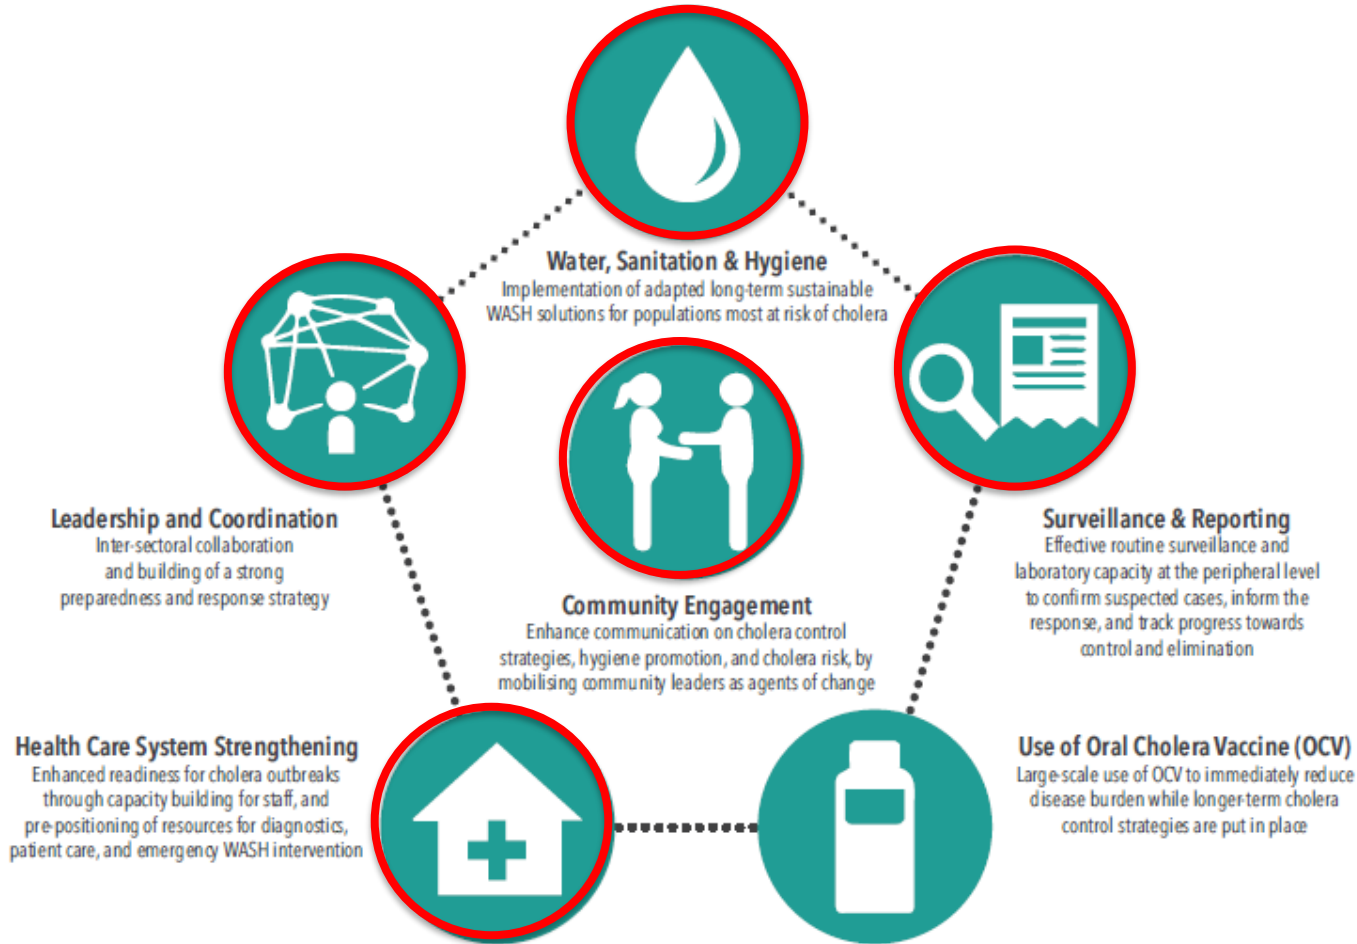 Water, Sanitation & Hygiene
Implementation of adapted long-term sustainable
WASH solutions for populations most at risk of cholera
Leadership and Coordination
Inter-sectoral collaboration
and building of a strong
preparedness and response strategy
Surveillance & Reporting
Effective routine surveillance and
laboratory capacity at the peripheral level
to confirm suspected cases, inform the
response, and track progress towards
control and elimination
Community Engagement
Enhance communication on cholera control
strategies, hygiene promotion, and cholera risk, by
mobilising community leaders as agents of change
Health Care System Strengthening
Enhanced readiness for cholera outbreaks
through capacity building for staff, and
pre-positioning of resources for diagnostics,
patient care, and emergency WASH intervention
Use of Oral Cholera Vaccine (OCV)
Large-scale use of OCV to immediately reduce
disease burden while longer-term cholera
control strategies are put in place